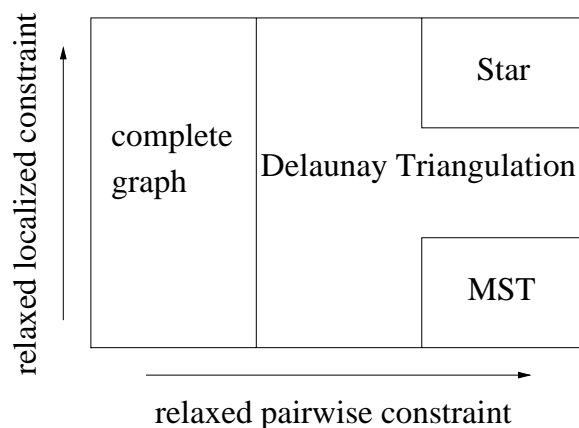 relaxed localized constraint
complete
graph
Delaunay Triangulation
Star
MST
relaxed pairwise constraint